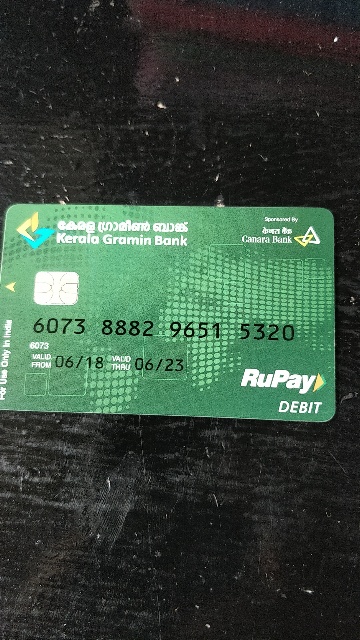 കേരള ഗ്രാമീൺ ബാങ്ക്
Kerala Gramin Bank
Sponsored By
केनरा बैंक
Canara Bank
For Use Only In India
6073 8882 9651 5320
6073
VALID FROM 06/18 VALID THRU 06/23
RuPay
DEBIT